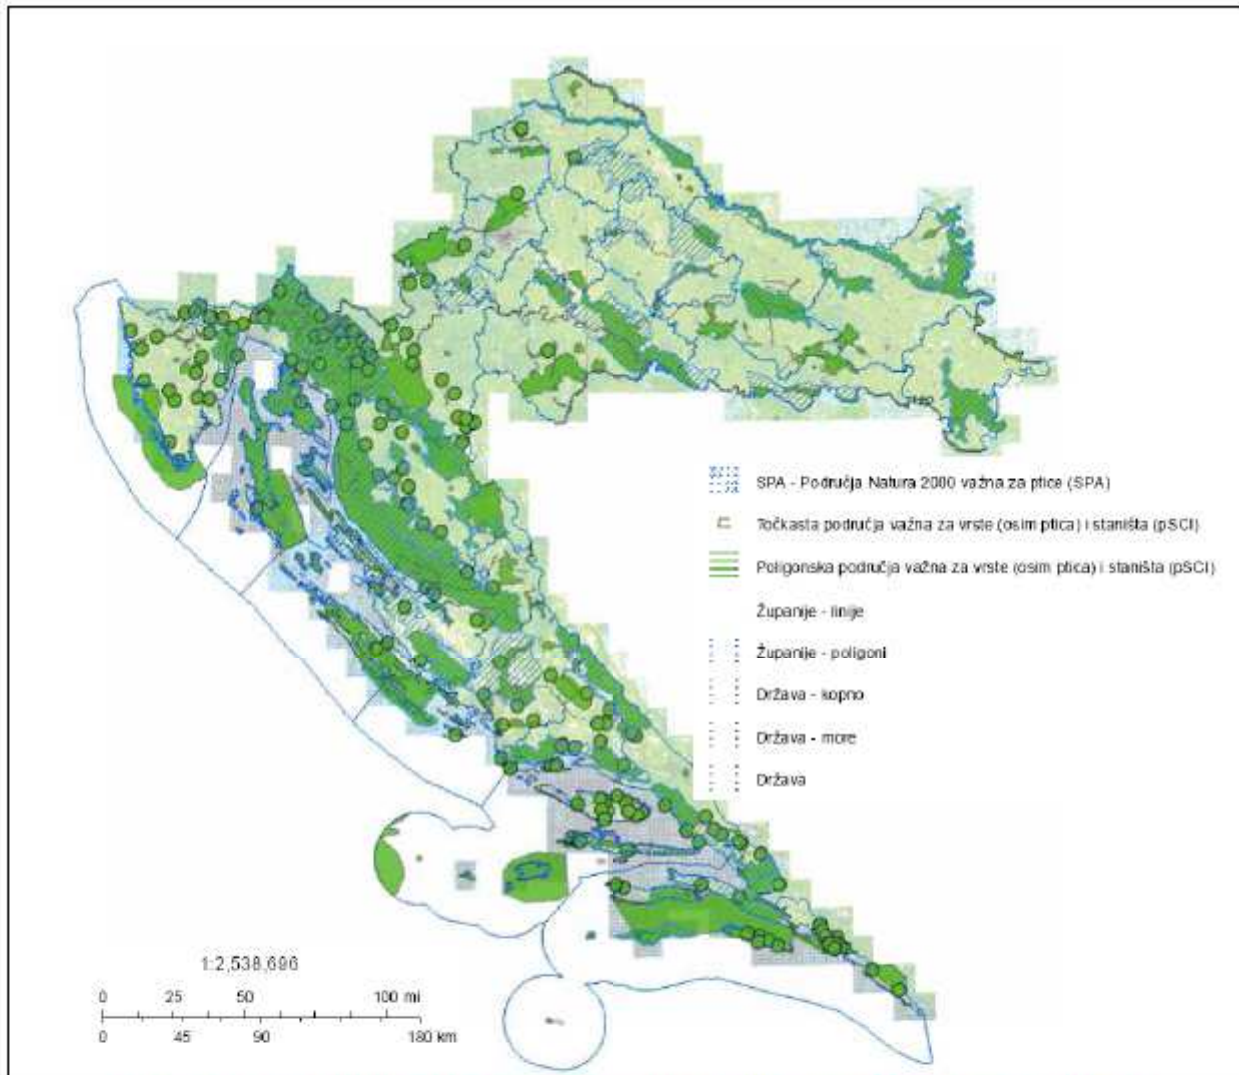 SPA - Područja Natura 2000 važna za ptice (SPA)
Točkasta područja važna za vrste (osim ptica) i staništa (pSCI)
Poligonska područja važna za vrste (osim ptica) i staništa (pSCI)
Županije - linije
Županije - poligoni
Država - kopno
Država - more
Država
1:2,538,696
0 25 50 100 mi
0 45 90 180 km